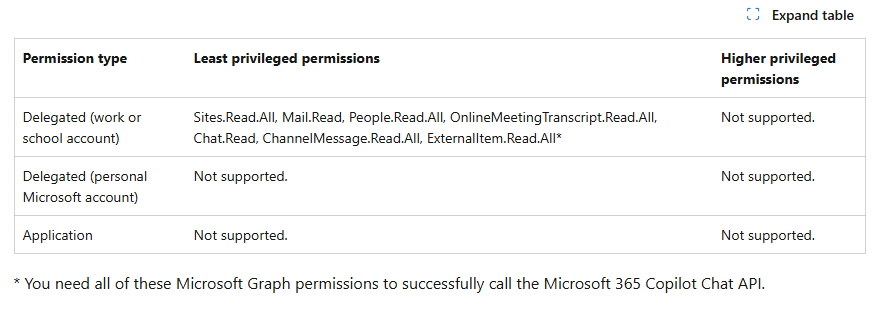 Expand table
Permission type Least privileged permissions Higher privileged
permissions
Delegated (work or Sites.Read.All, Mail.Read, People.Read.All, OnlineMeetingTranscript.Read.All, Not supported.
school account) Chat.Read, ChannelMessage.Read.All, ExternalItem.Read.All*
Delegated (personal Not supported. Not supported.
Microsoft account)
Application Not supported. Not supported.
* You need all of these Microsoft Graph permissions to successfully call the Microsoft 365 Copilot Chat API.